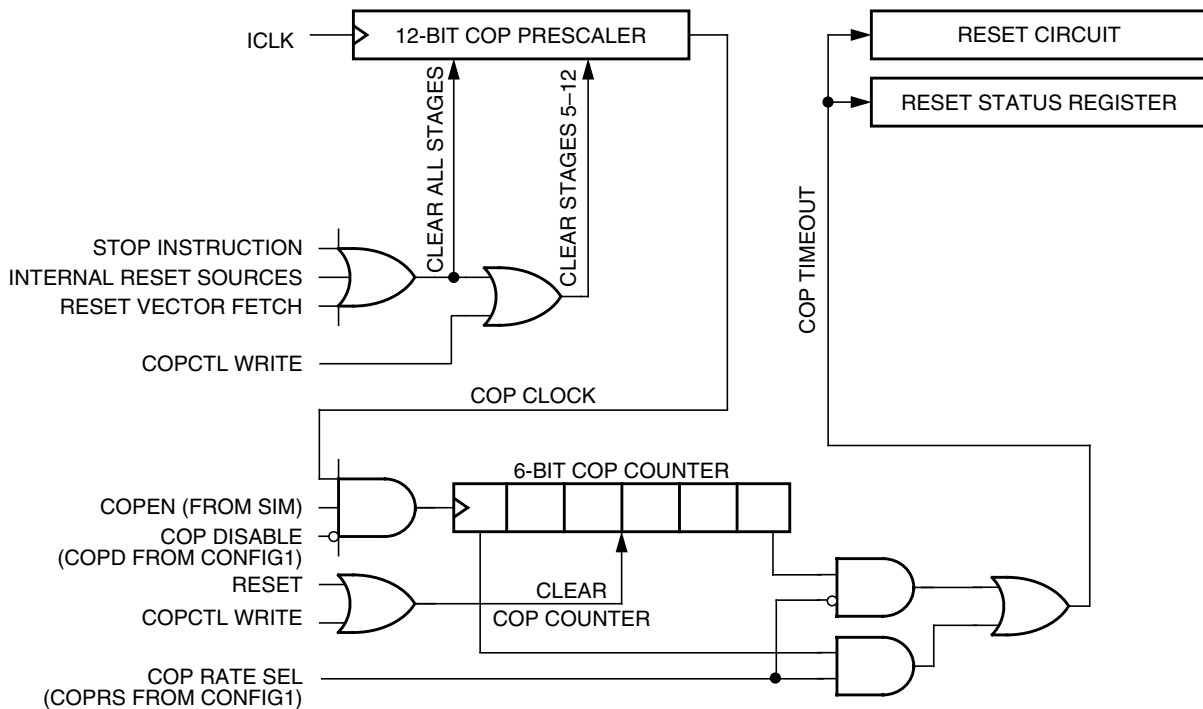 ICLK
12-BIT COP PRESCALER
RESET CIRCUIT
RESET STATUS REGISTER
CLEAR ALL STAGES
CLEAR STAGES 5–12
COP TIMEOUT
STOP INSTRUCTION
INTERNAL RESET SOURCES
RESET VECTOR FETCH
COPCTL WRITE
COP CLOCK
6-BIT COP COUNTER
COPEN (FROM SIM)
COP DISABLE
(COPD FROM CONFIG1)
RESET
COPCTL WRITE
CLEAR
COP COUNTER
COP RATE SEL
(COPRS FROM CONFIG1)